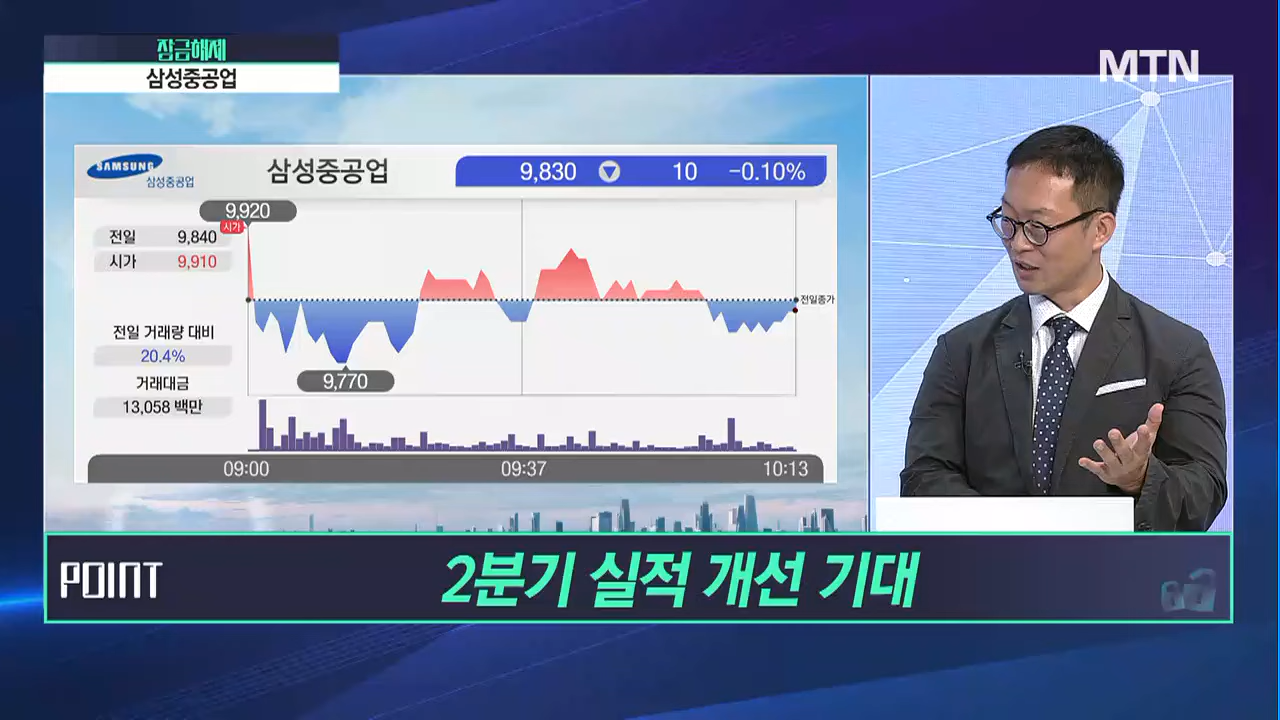 잠금해제
삼성중공업
MTN
SAMSUNG
삼성중공업
삼성중공업
9,830 ▼ 10 -0.10%
9,920
시가
전일 9,840
시가 9,910
전일종가
전일 거래량 대비
20.4%
거래대금
13,058 백만
9,770
09:00 09:37 10:13
POINT
2분기 실적 개선 기대